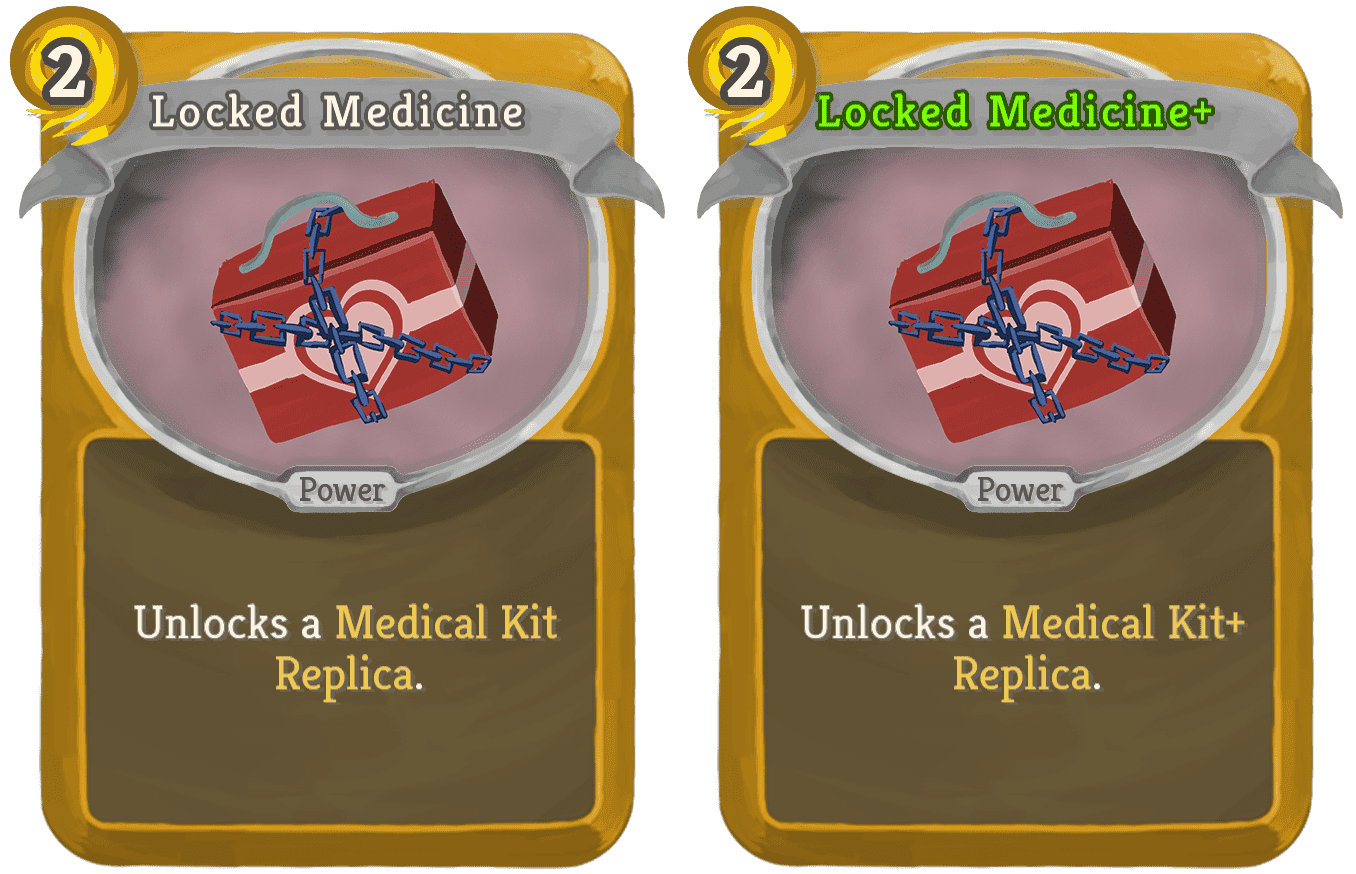 2
Locked Medicine
Power
Unlocks a Medical Kit
Replica.
2
Locked Medicine+
Power
Unlocks a Medical Kit+
Replica.